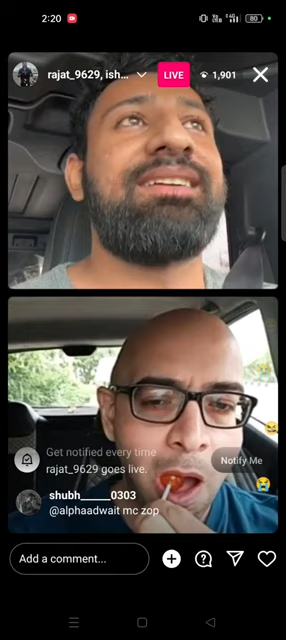 2:20
80
rajat_9629, ish...
LIVE
1,901
Get notified every time
rajat_9629 goes live.
Notify Me
shubh_____0303
@alphaadwait mc zop
Add a comment...